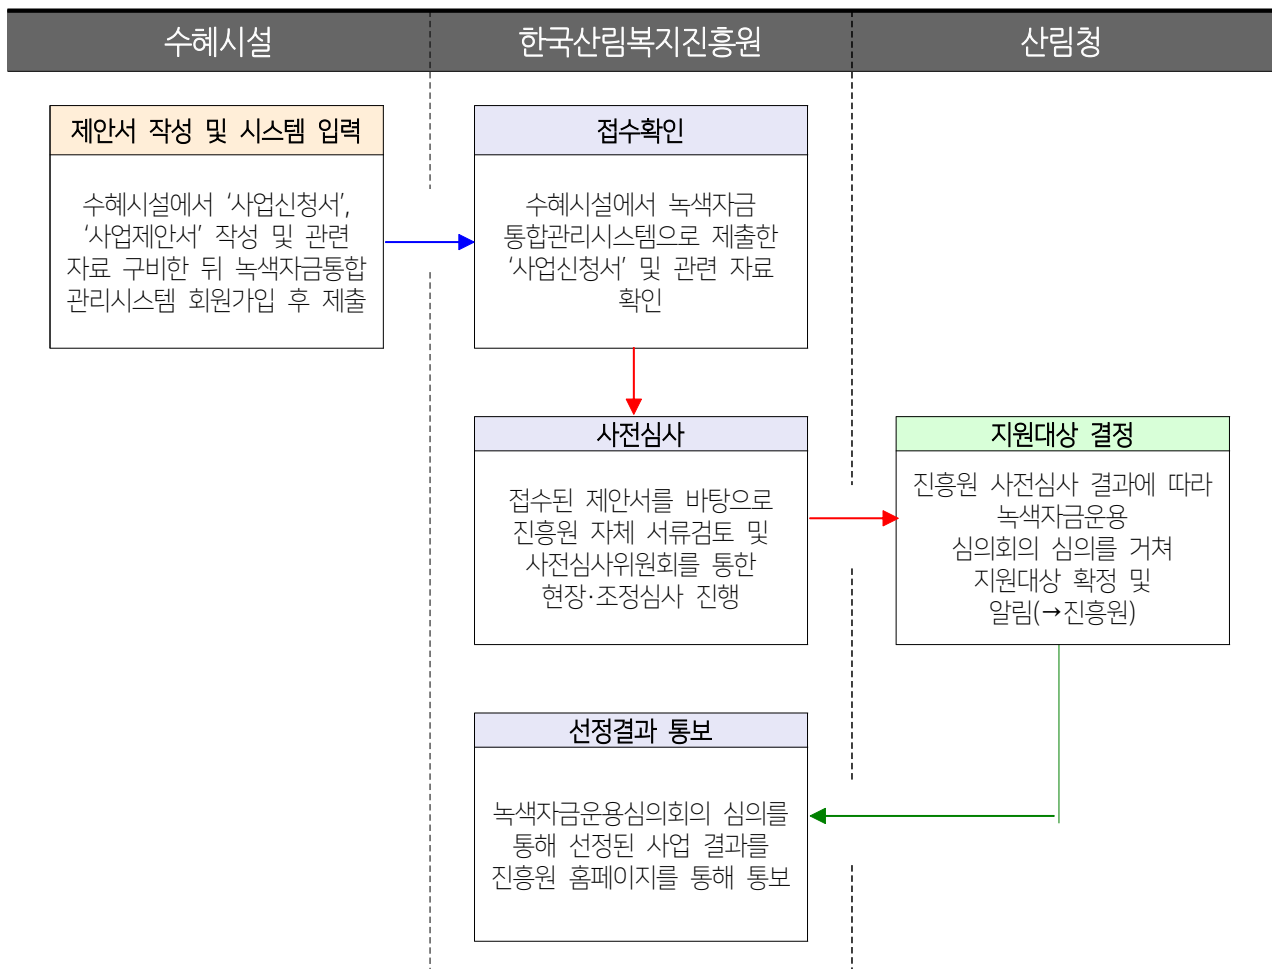 수혜시설
한국산림복지진흥원
산림청
제안서 작성 및 시스템 입력
수혜시설에서 ‘사업신청서’,
‘사업제안서’ 작성 및 관련
자료 구비한 뒤 녹색자금통합
관리시스템 회원가입 후 제출
접수확인
수혜시설에서 녹색자금
통합관리시스템으로 제출한
‘사업신청서’ 및 관련 자료
확인
사전심사
접수된 제안서를 바탕으로
진흥원 자체 서류검토 및
사전심사위원회를 통한
현장·조정심사 진행
지원대상 결정
진흥원 사전심사 결과에 따라
녹색자금운용
심의회의 심의를 거쳐
지원대상 확정 및
알림(→진흥원)
선정결과 통보
녹색자금운용심의회의 심의를
통해 선정된 사업 결과를
진흥원 홈페이지를 통해 통보